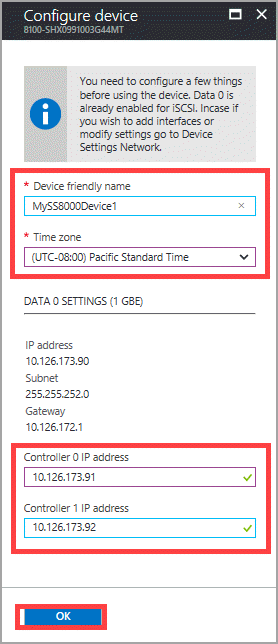 Configure device
8100-SHX0991003G44MT
You need to configure a few things
before using the device. Data 0 is
already enabled for iSCSI. Incase if
you wish to add interfaces or
modify settings go to Device
Settings Network.
* Device friendly name
MySS8000Device1
* Time zone
(UTC-08:00) Pacific Standard Time
DATA 0 SETTINGS (1 GBE)
IP address
10.126.173.90
Subnet
255.255.252.0
Gateway
10.126.172.1
Controller 0 IP address
10.126.173.91
Controller 1 IP address
10.126.173.92
OK